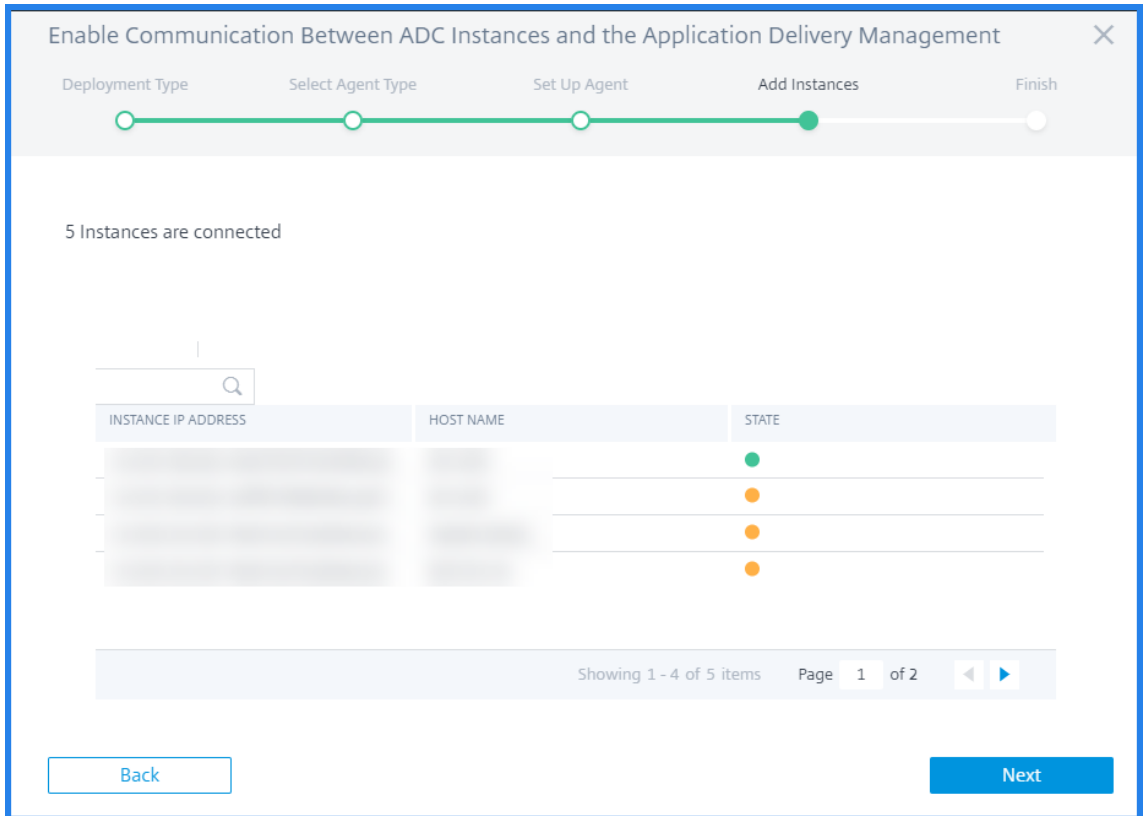 Enable Communication Between ADC Instances and the Application Delivery Management
Deployment Type Select Agent Type Set Up Agent Add Instances Finish
5 Instances are connected
INSTANCE IP ADDRESS HOST NAME STATE
Showing 1 - 4 of 5 items Page 1 of 2
Back Next